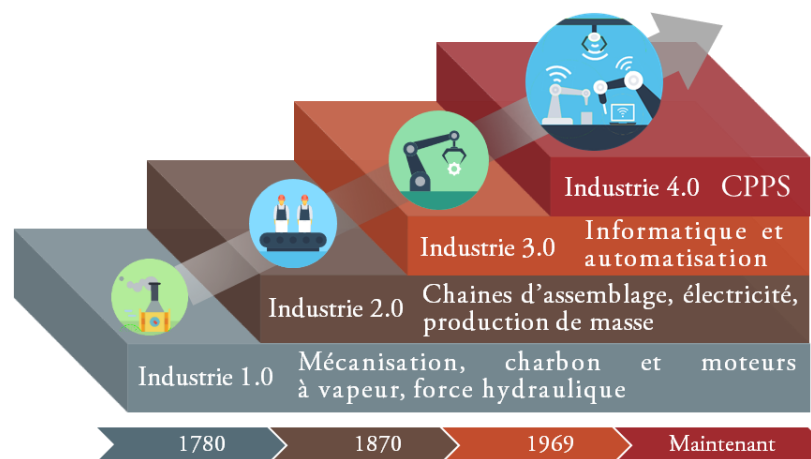 Industrie 4.0 CPPS
Industrie 3.0 Informatique et
automatisation
Industrie 2.0 Chaines d’assemblage, électricité,
production de masse
Industrie 1.0 Mécanisation, charbon et moteurs
à vapeur, force hydraulique
1780 1870 1969 Maintenant